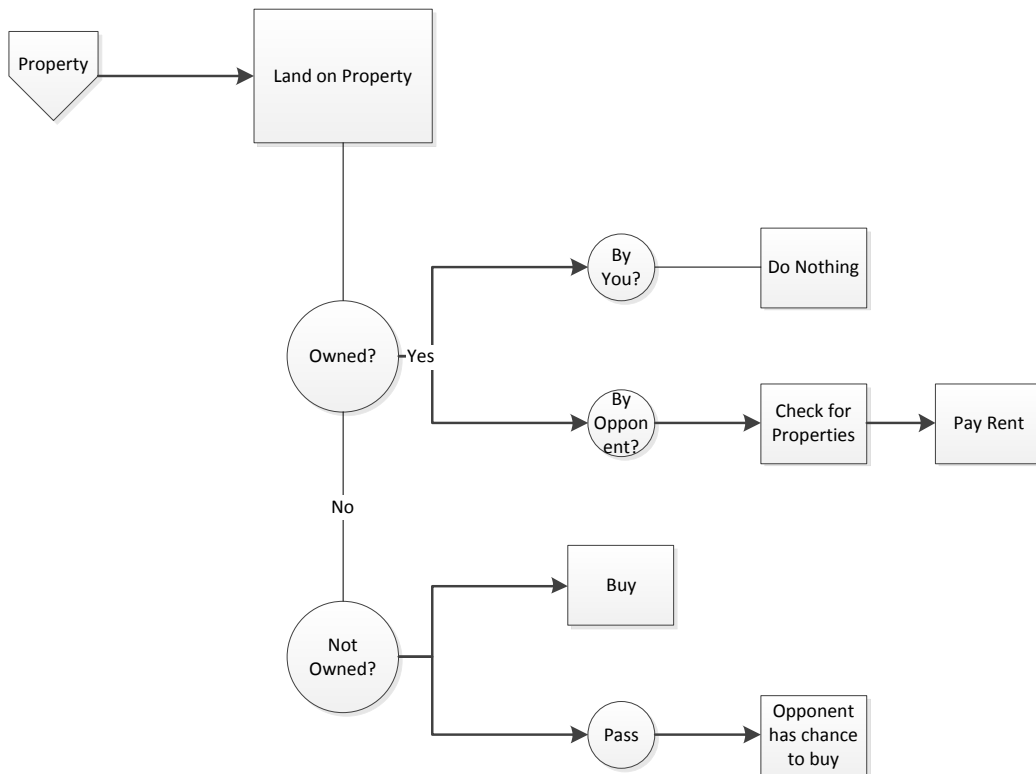 Property
Land on Property
By
You?
Do Nothing
Owned?
Yes
By
Oppon
ent?
Check for
Properties
Pay Rent
No
Buy
Not
Owned?
Pass
Opponent
has chance
to buy